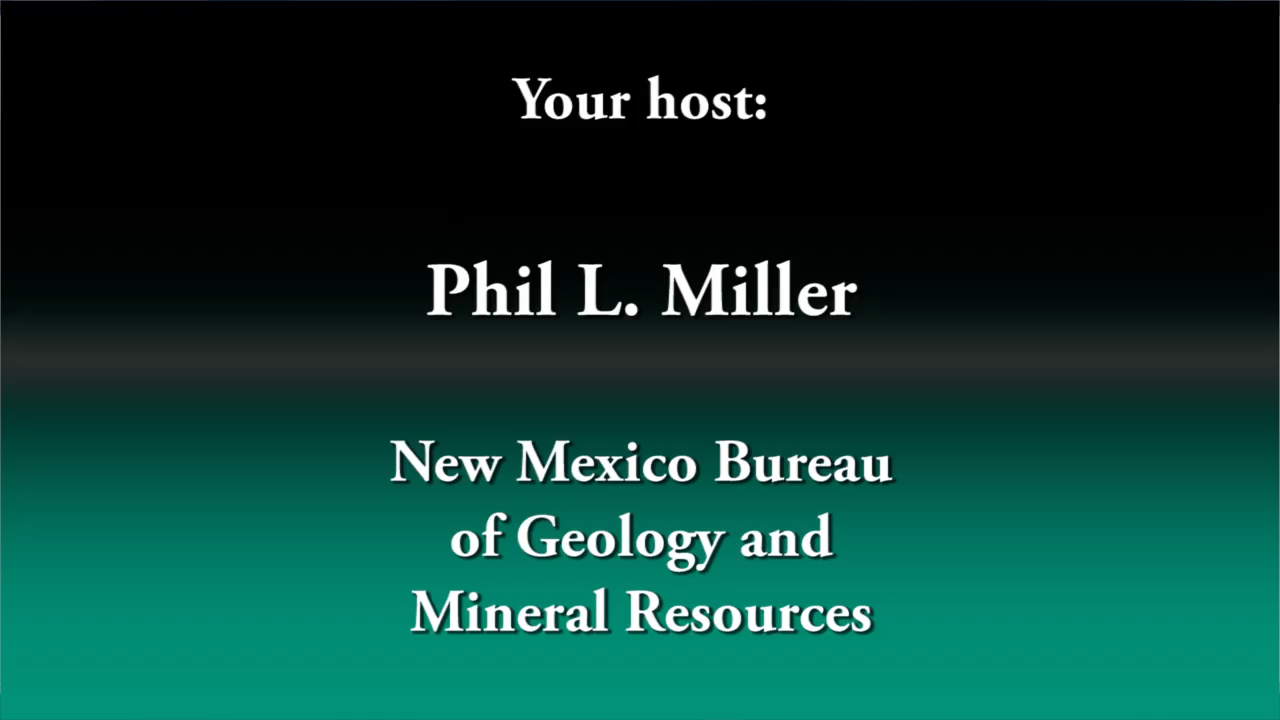 Your host:
Phil L. Miller
New Mexico Bureau
of Geology and
Mineral Resources